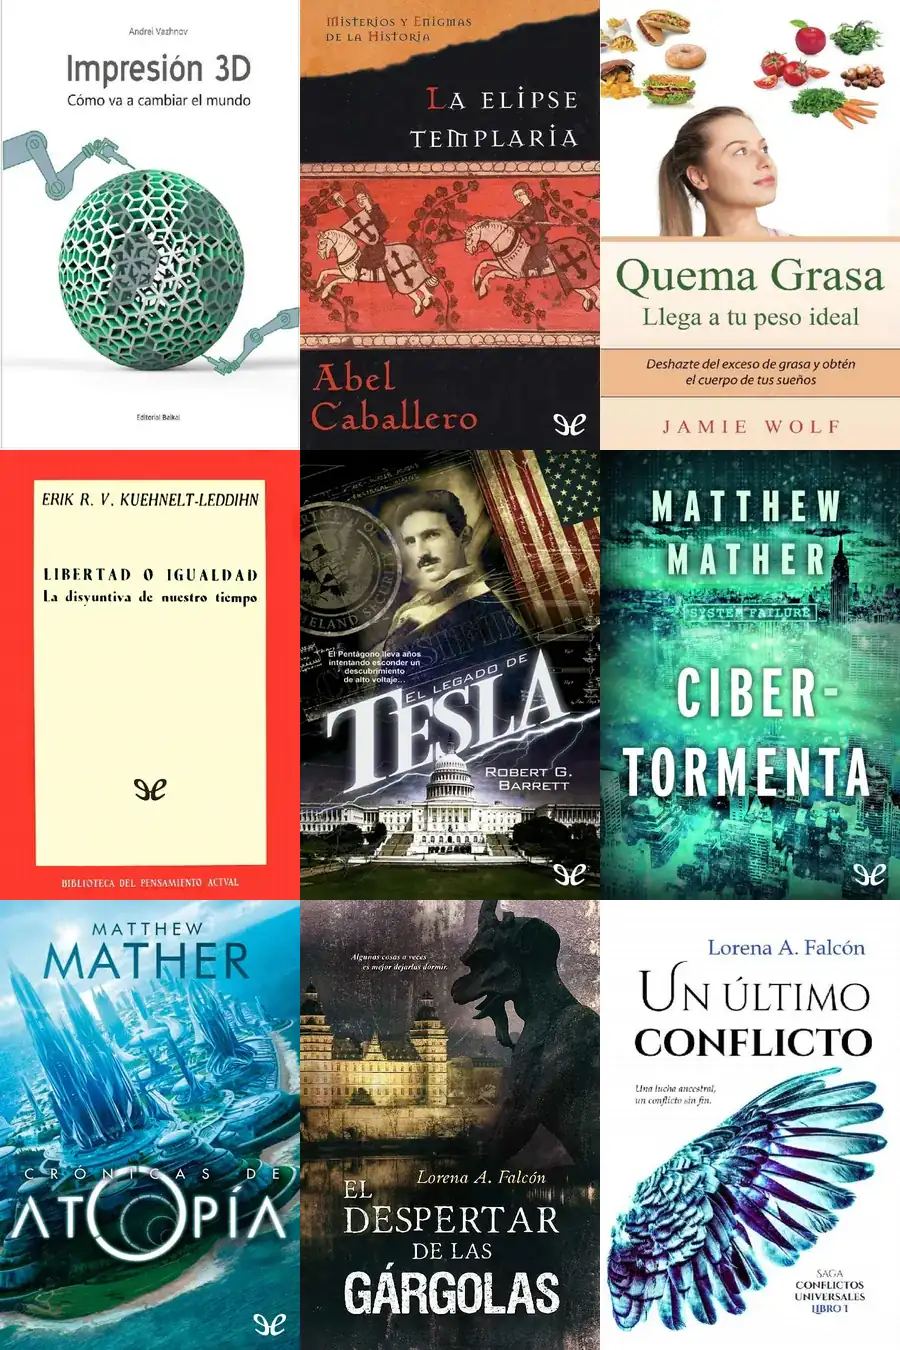 Andrei Vazhnov
Impresión 3D
Cómo va a cambiar el mundo
Editorial Baikal
Misterios y Enigmas
de la Historia
La elipse
templaria
Abel
Caballero
Quema Grasa
Llega a tu peso ideal
Deshazte del exceso de grasa y obtén
el cuerpo de tus sueños
JAMIE WOLF
ERIK R. V. KUEHNELT-LEDDIHN
LIBERTAD O IGUALDAD
La disyuntiva de nuestro tiempo
BIBLIOTECA DEL PENSAMIENTO ACTVAL
El Pentágono lleva años
intentando esconder un
descubrimiento
de alto voltaje...
EL LEGADO DE
TESLA
ROBERT G.
BARRETT
MATTHEW
MATHER
SYSTEM FAILURE
CIBER-
TORMENTA
MATTHEW
MATHER
CRÓNICAS DE
ATOPÍA
Algunas cosas a veces
es mejor dejarlas dormir.
Lorena A. Falcón
EL
DESPERTAR
DE LAS
GÁRGOLAS
Lorena A. Falcón
UN ÚLTIMO
CONFLICTO
Una lucha ancestral,
un conflicto sin fin.
SAGA
CONFLICTOS
UNIVERSALES
LIBRO I